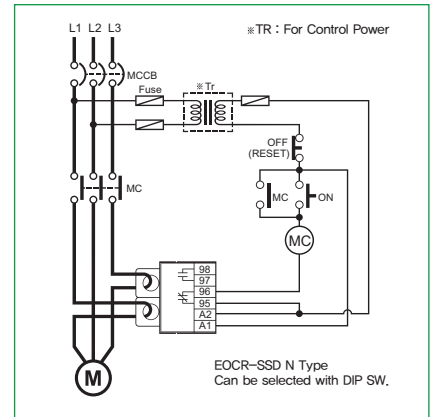 L1 L2 L3
※TR : For Control Power
MCCB
Fuse
※Tr
OFF
(RESET)
MC
MC
ON
MC
98
97
96
95
A2
A1
EOCR-SSD N Type
Can be selected with DIP SW.
M